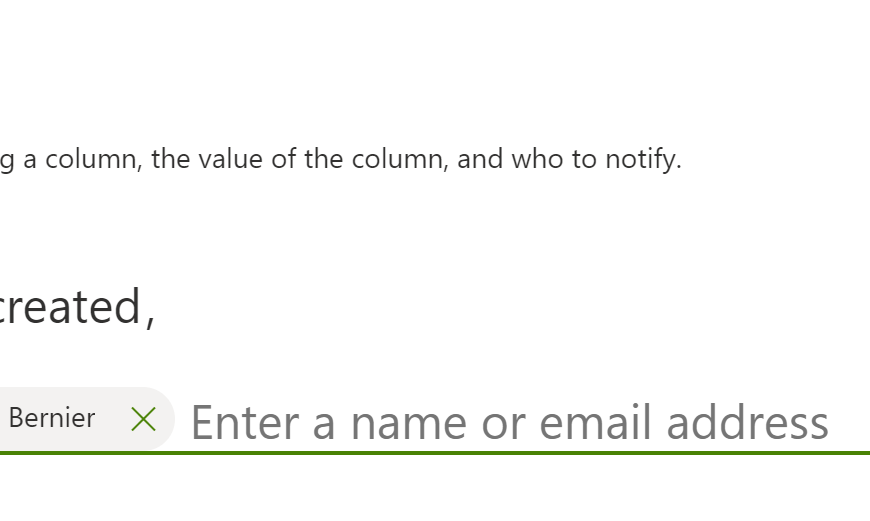 g a column, the value of the column, and who to notify.
created,
Bernier
Enter a name or email address